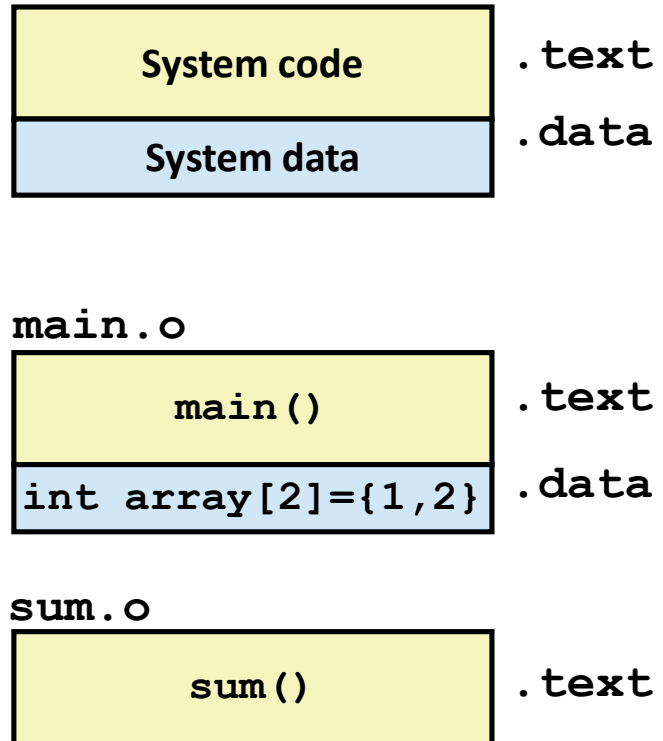 System code .text
System data .data
main.o
main() .text
int array[2]={1,2} .data
sum.o
sum() .text